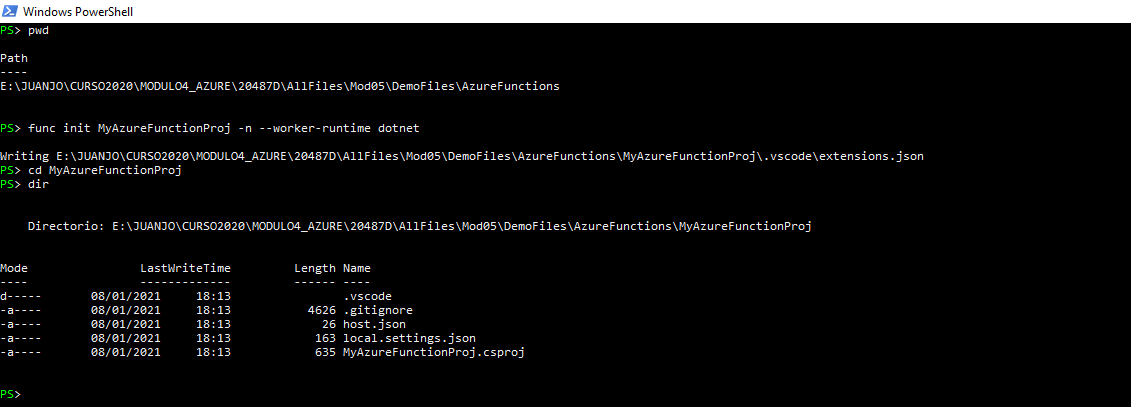 Windows PowerShell
PS> pwd
Path
----
E:\JUANJO\CURSO2020\MODULO4_AZURE\20487D\AllFiles\Mod05\DemoFiles\AzureFunctions
PS> func init MyAzureFunctionProj -n --worker-runtime dotnet
Writing E:\JUANJO\CURSO2020\MODULO4_AZURE\20487D\AllFiles\Mod05\DemoFiles\AzureFunctions\MyAzureFunctionProj\.vscode\extensions.json
PS> cd MyAzureFunctionProj
PS> dir
Directorio: E:\JUANJO\CURSO2020\MODULO4_AZURE\20487D\AllFiles\Mod05\DemoFiles\AzureFunctions\MyAzureFunctionProj
Mode                LastWriteTime         Length Name
----                -------------         ------ ----
d-----       08/01/2021     18:13                .vscode
-a----       08/01/2021     18:13           4626 .gitignore
-a----       08/01/2021     18:13             26 host.json
-a----       08/01/2021     18:13            163 local.settings.json
-a----       08/01/2021     18:13            635 MyAzureFunctionProj.csproj
PS>